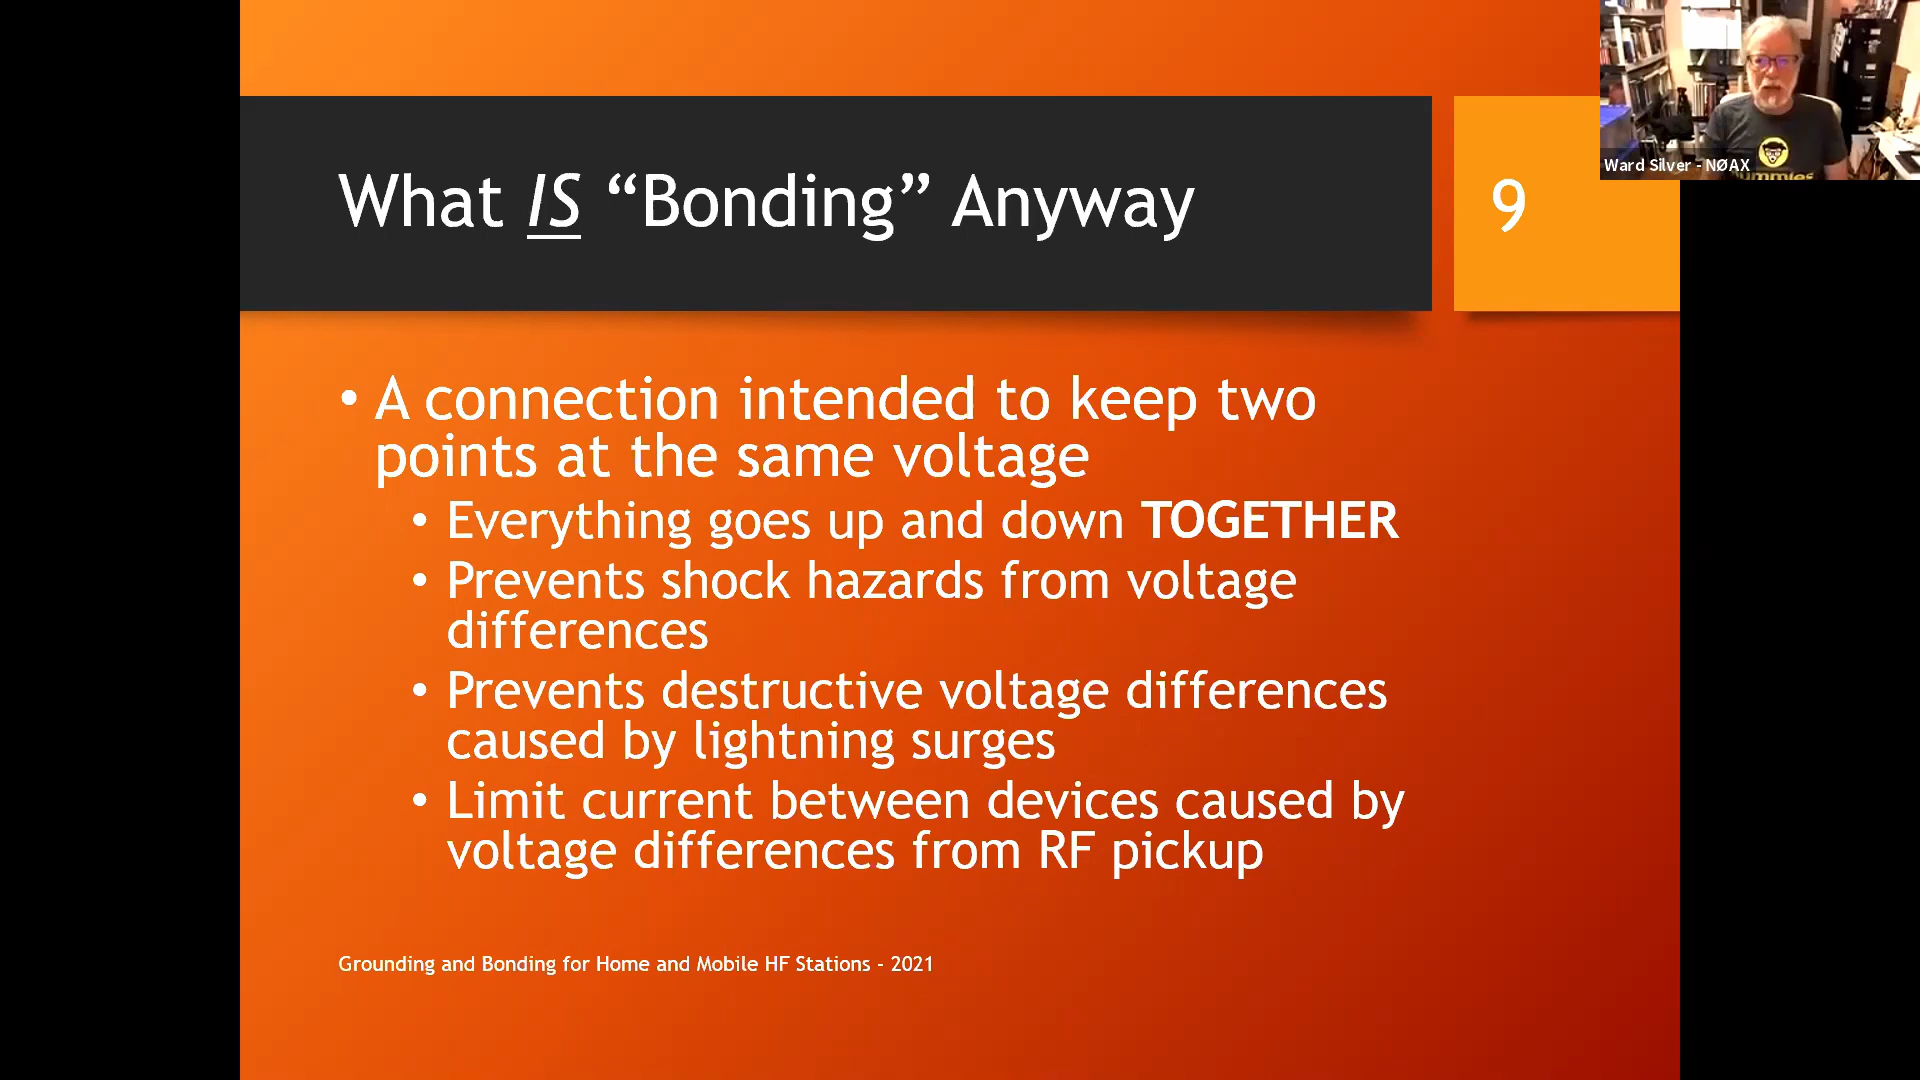 What IS “Bonding” Anyway
9
Ward Silver - NØAX
• A connection intended to keep two
points at the same voltage
• Everything goes up and down TOGETHER
• Prevents shock hazards from voltage
differences
• Prevents destructive voltage differences
caused by lightning surges
• Limit current between devices caused by
voltage differences from RF pickup
Grounding and Bonding for Home and Mobile HF Stations - 2021